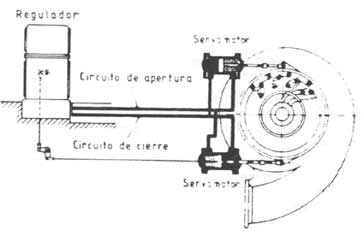 Regulador
Servomotor
Circuito de apertura
Circuito de cierre
Servomotor